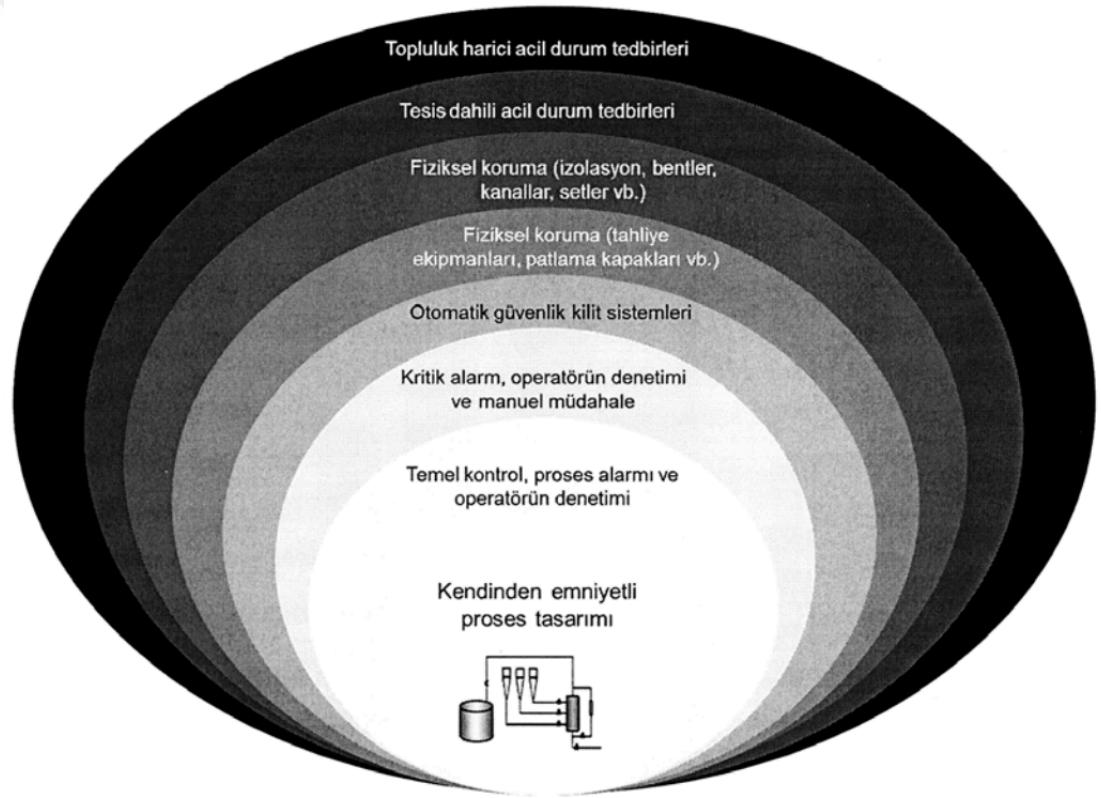 Topluluk harici acil durum tedbirleri
Tesis dahili acil durum tedbirleri
Fiziksel koruma (izolasyon, bentler,
kanallar, setler vb.)
Fiziksel koruma (tahliye
ekipmanları, patlama kapakları vb.)
Otomatik güvenlik kilit sistemleri
Kritik alarm, operatörün denetimi
ve manuel müdahale
Temel kontrol, proses alarmı ve
operatörün denetimi
Kendinden emniyetli
proses tasarımı